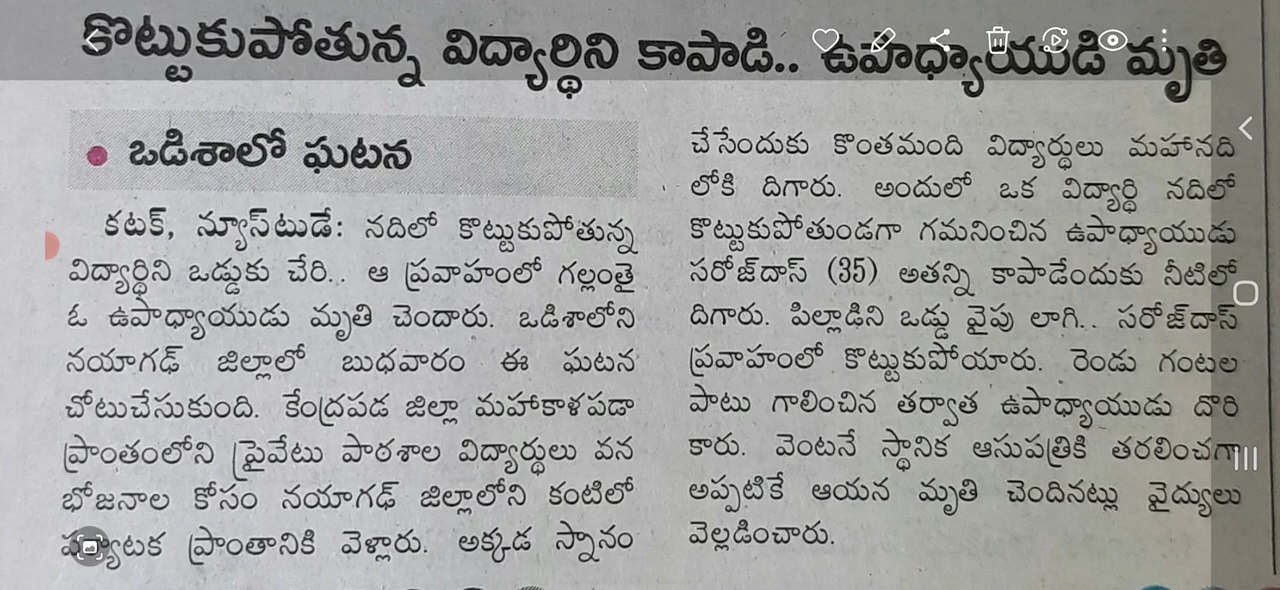 కొట్టుకుపోతున్న విద్యార్థిని కాపాడి.. ఉపాధ్యాయుడి మృతి
ఒడిశాలో ఘటన
కటక్, న్యూస్‌టుడే: నదిలో కొట్టుకుపోతున్న
విద్యార్థిని ఒడ్డుకు చేరి.. ఆ ప్రవాహంలో గల్లంతై
ఓ ఉపాధ్యాయుడు మృతి చెందారు. ఒడిశాలోని
నయాగఢ్ జిల్లాలో బుధవారం ఈ ఘటన
చోటుచేసుకుంది. కేంద్రపడ జిల్లా మహాకాళపడా
ప్రాంతంలోని ప్రైవేటు పాఠశాల విద్యార్థులు వన
భోజనాల కోసం నయాగఢ్ జిల్లాలోని కంటిలో
పర్యాటక ప్రాంతానికి వెళ్లారు. అక్కడ స్నానం
చేసేందుకు కొంతమంది విద్యార్థులు మహానది
లోకి దిగారు. అందులో ఒక విద్యార్థి నదిలో
కొట్టుకుపోతుండగా గమనించిన ఉపాధ్యాయుడు
సరోజ్‌దాస్ (35) అతన్ని కాపాడేందుకు నీటిలో
దిగారు. పిల్లాడిని ఒడ్డు వైపు లాగి.. సరోజ్‌దాస్
ప్రవాహంలో కొట్టుకుపోయారు. రెండు గంటల
పాటు గాలించిన తర్వాత ఉపాధ్యాయుడు దొరి
కారు. వెంటనే స్థానిక ఆసుపత్రికి తరలించగా
అప్పటికే ఆయన మృతి చెందినట్లు వైద్యులు
వెల్లడించారు.